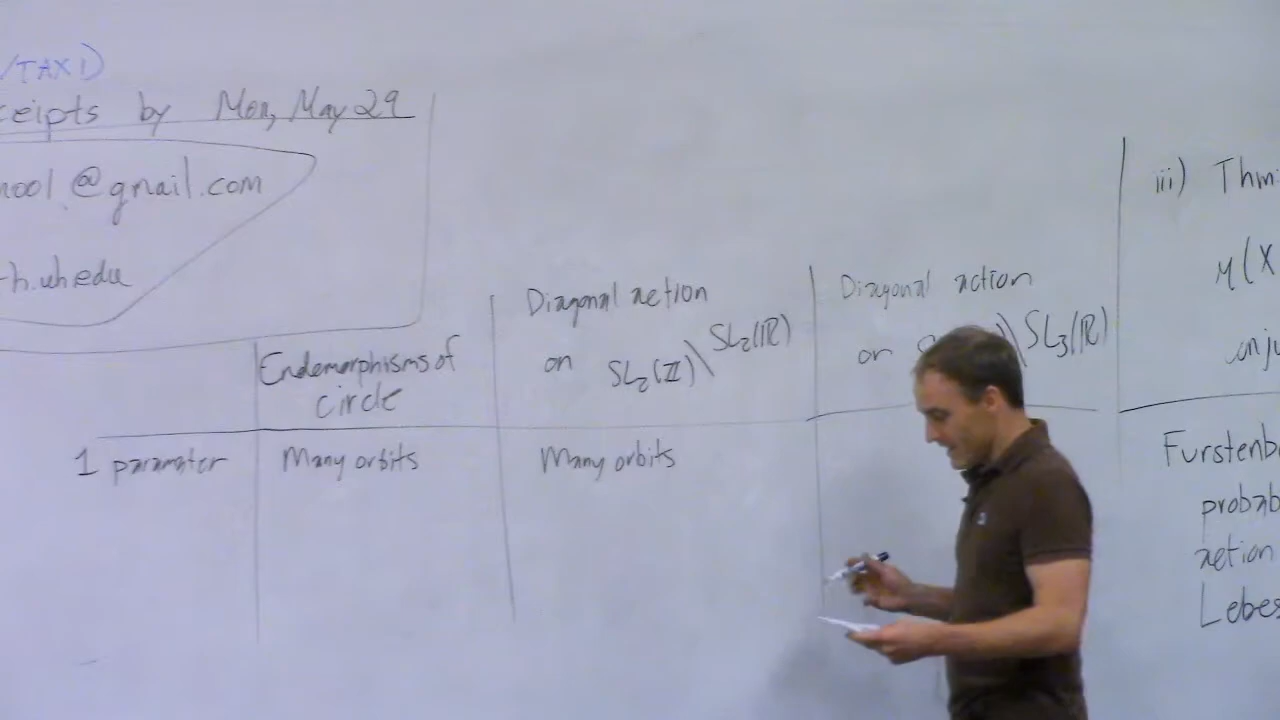 /TAXI)
ceipts by Mon, May 29
hool@gmail.com
h.uh.edu
Endomorphisms of
circle
Diagonal action
on SL₂(ℤ)\SL₂(ℝ)
Diagonal action
on \SL₃(ℝ)
1 parameter
Many orbits
Many orbits
iii) Thm
μ(X
conju
Furstenb
probab
action
Lebes